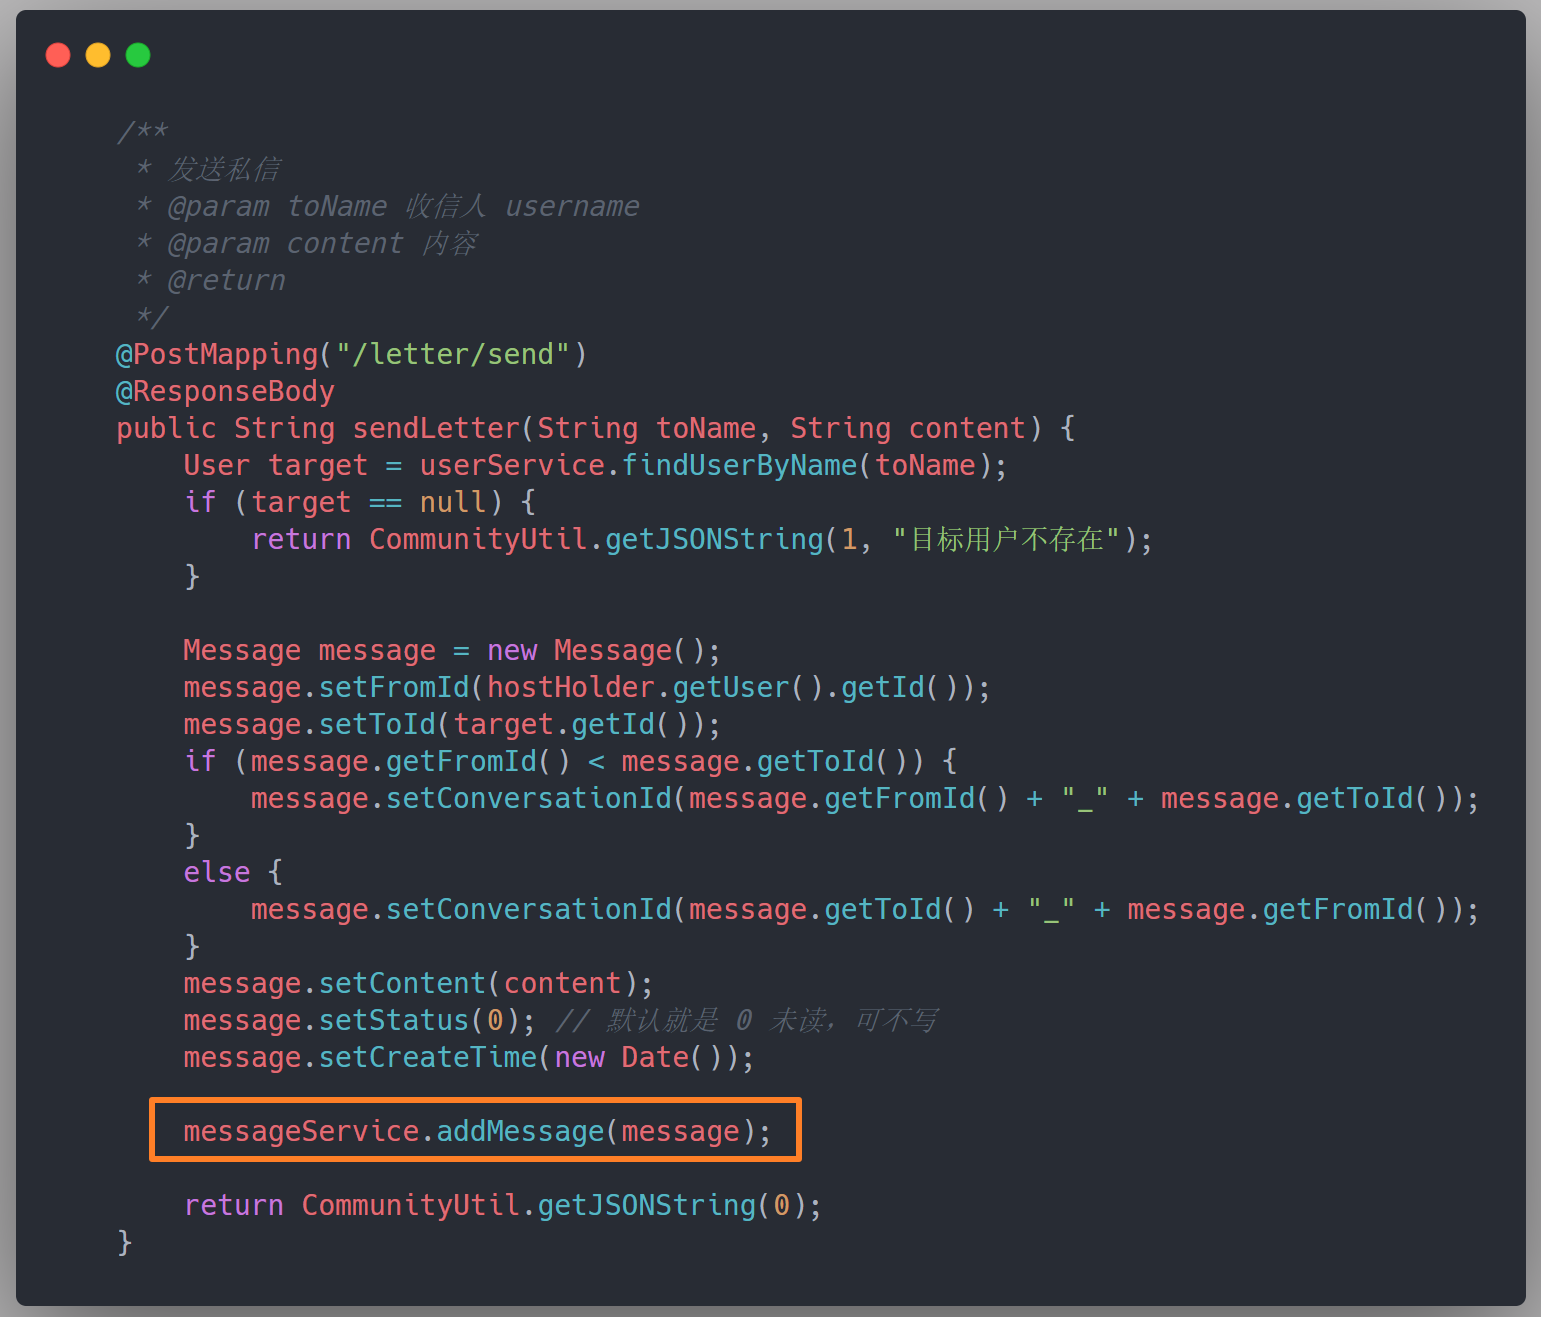 /**
 * 发送私信
 * @param toName 收信人 username
 * @param content 内容
 * @return
 */
@PostMapping("/letter/send")
@ResponseBody
public String sendLetter(String toName, String content) {
    User target = userService.findUserByName(toName);
    if (target == null) {
        return CommunityUtil.getJSONString(1, "目标用户不存在");
    }
    Message message = new Message();
    message.setFromId(hostHolder.getUser().getId());
    message.setToId(target.getId());
    if (message.getFromId() < message.getToId()) {
        message.setConversationId(message.getFromId() + "_" + message.getToId());
    }
    else {
        message.setConversationId(message.getToId() + "_" + message.getFromId());
    }
    message.setContent(content);
    message.setStatus(0); // 默认就是 0 未读，可不写
    message.setCreateTime(new Date());
    messageService.addMessage(message);
    return CommunityUtil.getJSONString(0);
}